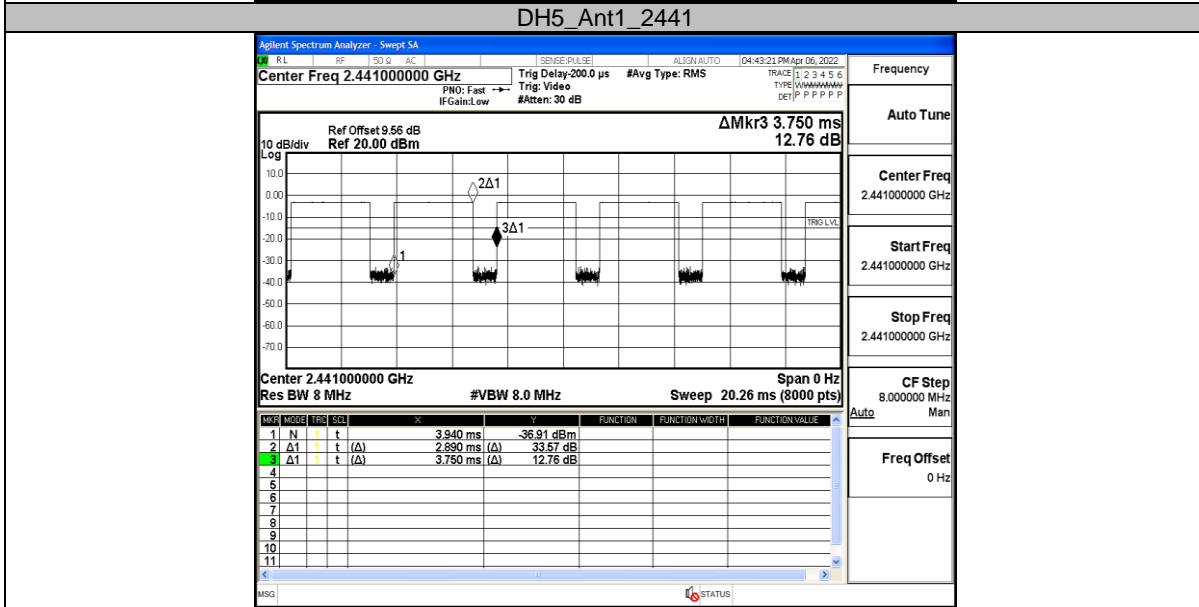 DH5_Ant1_2441
Agilent Spectrum Analyzer - Swept SA
RL RF 50 Ω AC SENSE:PULSE ALIGN AUTO 04:43:21 PM Apr 06, 2022
Center Freq 2.441000000 GHz
PNO: Fast
IFGain:Low
Trig Delay-200.0 µs
Trig: Video
#Atten: 30 dB
#Avg Type: RMS
TRACE 1 2 3 4 5 6
TYPE
DET P P P P P P
Ref Offset 9.56 dB
10 dB/div Ref 20.00 dBm
Log
ΔMkr3 3.750 ms
12.76 dB
10.0
0.00
-10.0
-20.0
-30.0
-40.0
-50.0
-60.0
-70.0
2Δ1
3Δ1
1
TRIG LVL
Center 2.441000000 GHz Span 0 Hz
Res BW 8 MHz #VBW 8.0 MHz Sweep 20.26 ms (8000 pts)
MKR MODE TRC SCL X Y FUNCTION FUNCTION WIDTH FUNCTION VALUE
1 N 1 t 3.940 ms -36.91 dBm
2 Δ1 1 t (Δ) 2.890 ms (Δ) 33.57 dB
3 Δ1 1 t (Δ) 3.750 ms (Δ) 12.76 dB
4
5
6
7
8
9
10
11
MSG STATUS
Frequency
Auto Tune
Center Freq
2.441000000 GHz
Start Freq
2.441000000 GHz
Stop Freq
2.441000000 GHz
CF Step
8.000000 MHz
Auto Man
Freq Offset
0 Hz